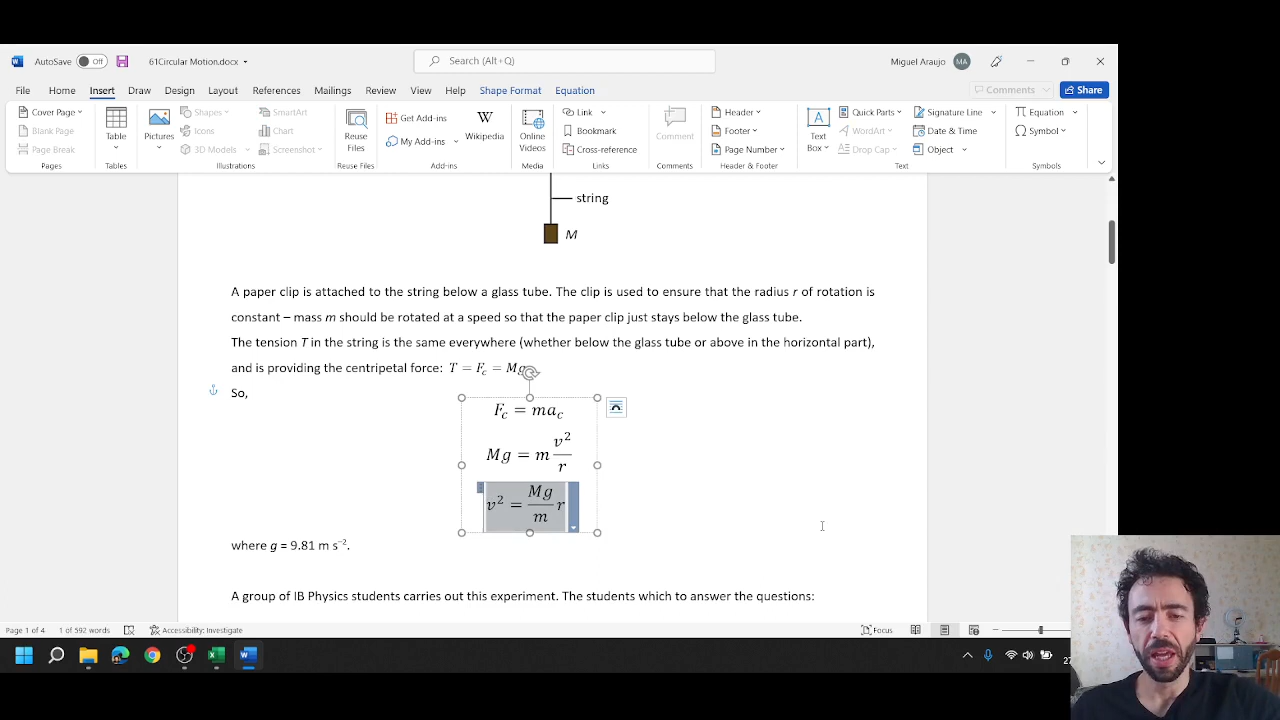 AutoSave Off 61Circular Motion.docx Search (Alt+Q) Miguel Araujo MA
File Home Insert Draw Design Layout References Mailings Review View Help Shape Format Equation Comments Share
Cover Page Blank Page Page Break Pages
Table Tables
Pictures Shapes Icons 3D Models SmartArt Chart Screenshot Illustrations
Reuse Files Reuse Files
Get Add-ins My Add-ins W Wikipedia Add-ins
Online Videos Media
Link Bookmark Cross-reference Links
Comment Comments
Header Footer Page Number Header & Footer
Text Box Quick Parts WordArt Drop Cap Signature Line Date & Time Object Text
Equation Symbol Symbols
string
M
A paper clip is attached to the string below a glass tube. The clip is used to ensure that the radius r of rotation is
constant – mass m should be rotated at a speed so that the paper clip just stays below the glass tube.
The tension T in the string is the same everywhere (whether below the glass tube or above in the horizontal part),
and is providing the centripetal force: T = Fc = Mg
So,
Fc = mac
Mg = m v²/r
v² = Mg/m r
where g = 9.81 m s⁻².
A group of IB Physics students carries out this experiment. The students which to answer the questions:
Page 1 of 4 1 of 592 words Accessibility: Investigate Focus
27